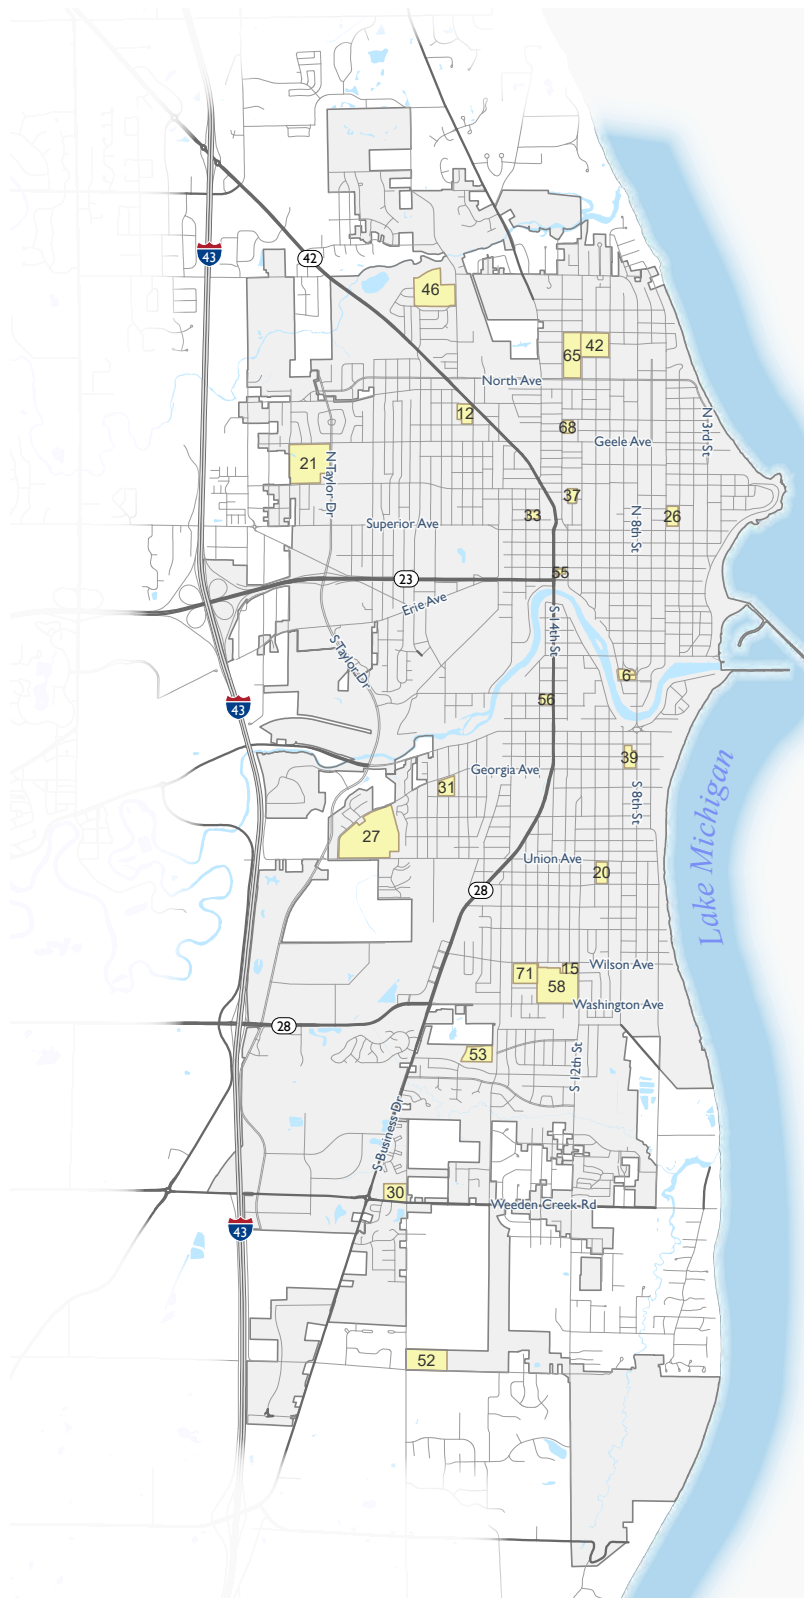 43
42
46
65
42
North Ave
12
N 3rd St
68
Geele Ave
21
N Taylor Dr
37
33
Superior Ave
N 8th St
26
55
23
Erie Ave
S 14th St
S Taylor Dr
6
56
43
39
Georgia Ave
31
S 8th St
Lake Michigan
27
Union Ave
20
28
71
15
Wilson Ave
58
Washington Ave
28
53
S 12th St
S Business Dr
30
Weeden Creek Rd
43
52